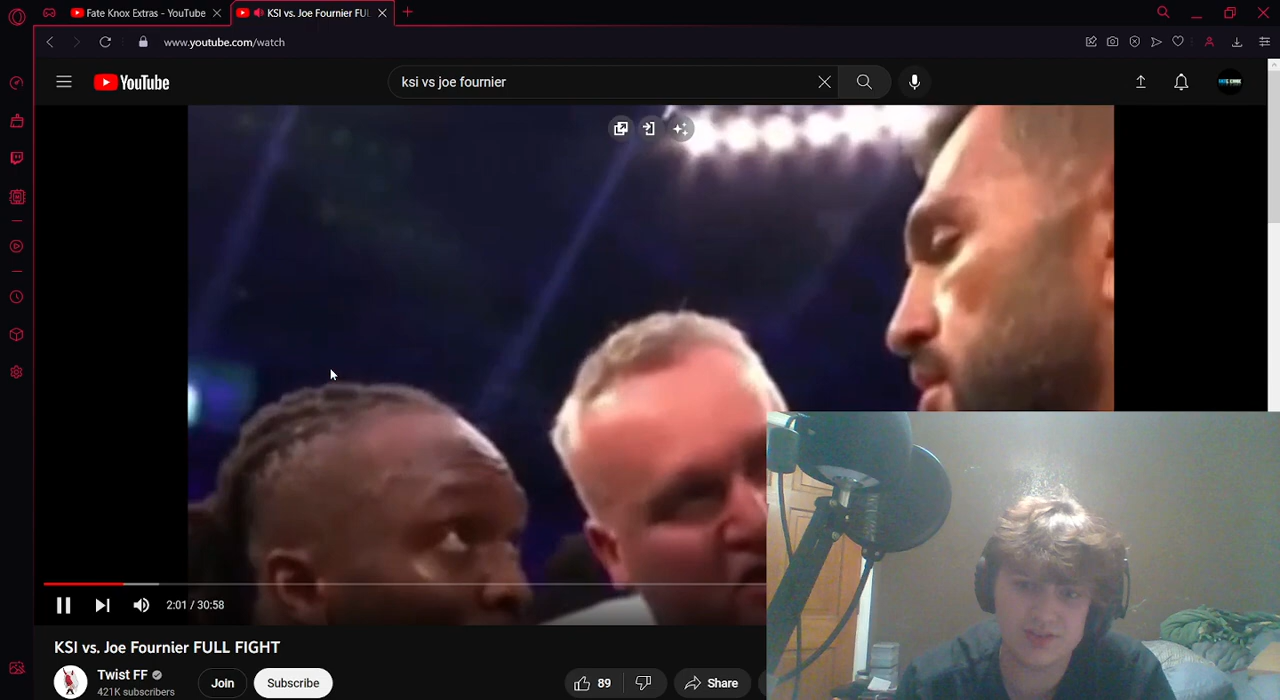 Fate Knox Extras - YouTube
KSI vs. Joe Fournier FUL
www.youtube.com/watch
YouTube
ksi vs joe fournier
2:01 / 30:58
KSI vs. Joe Fournier FULL FIGHT
Twist FF
421K subscribers
Join
Subscribe
89
Share